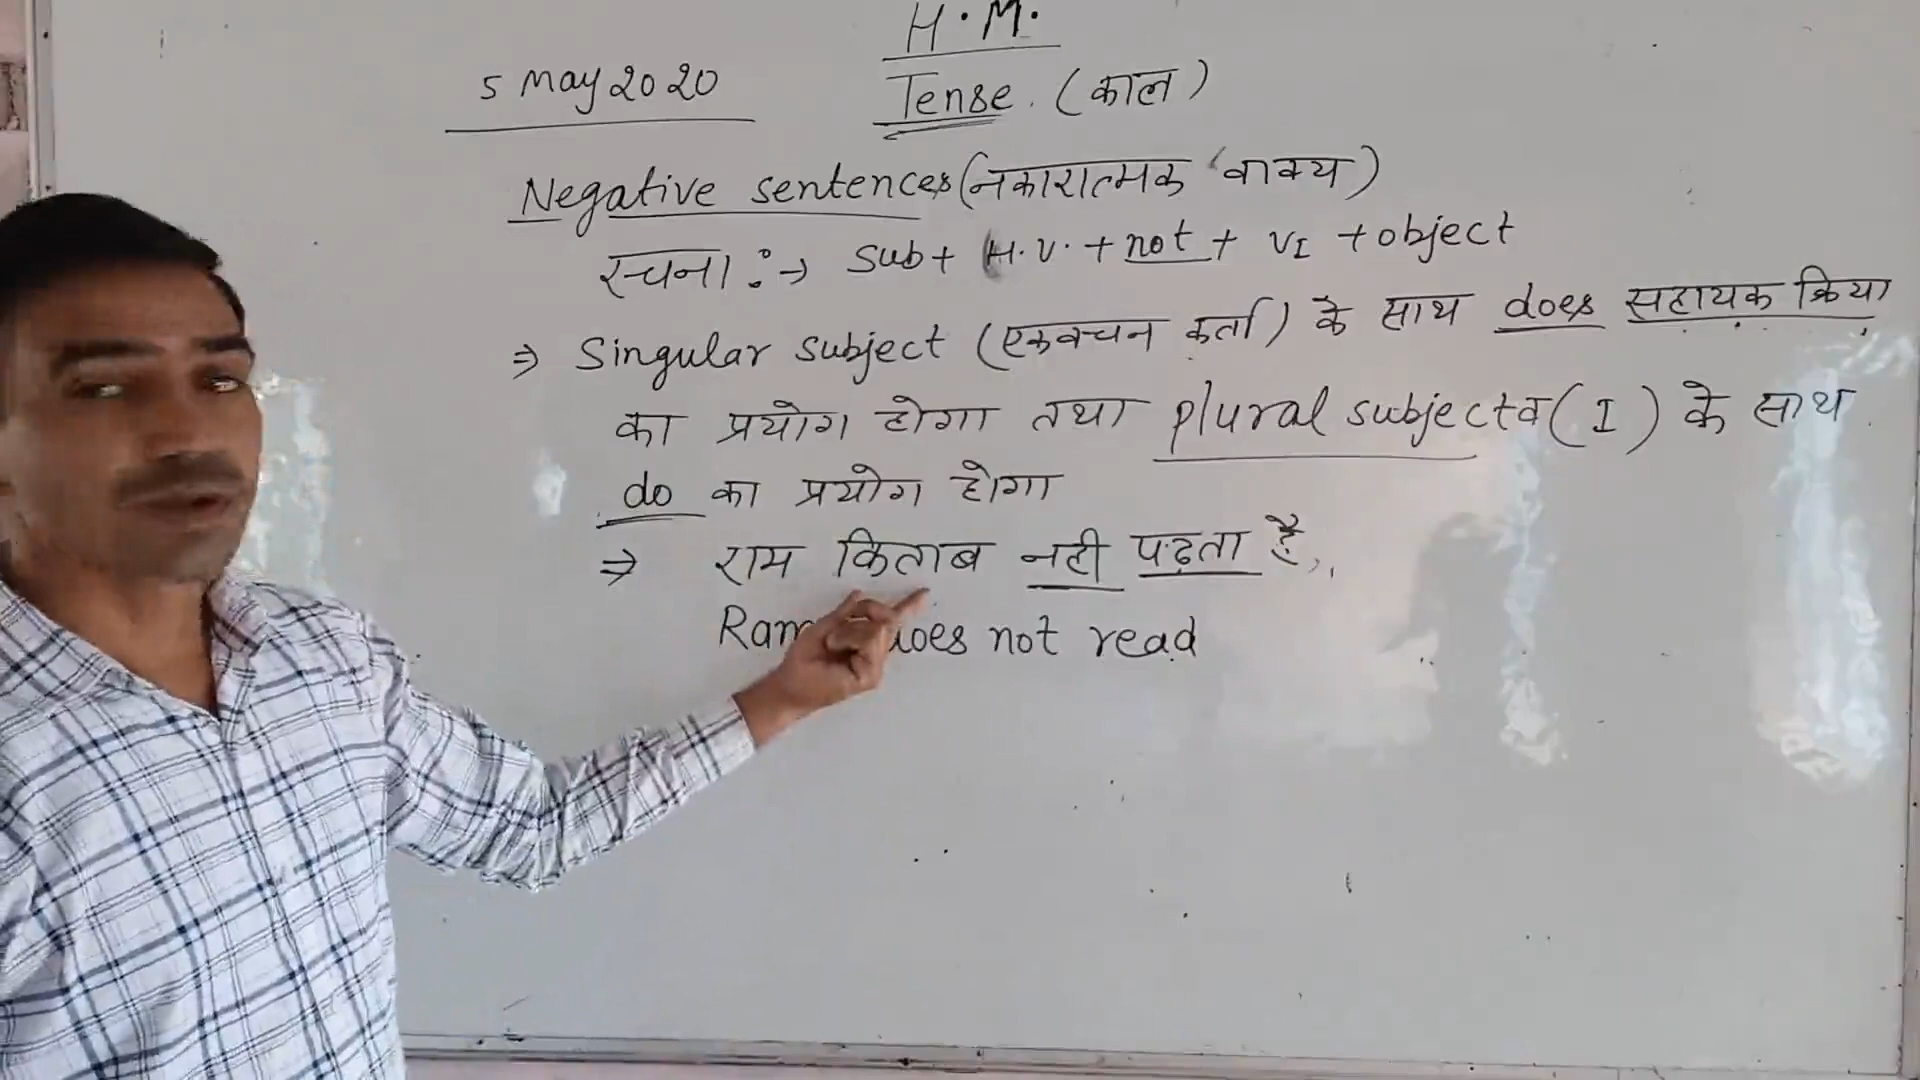 H.M.
5 May 2020
Tense. (काल)
Negative sentences (नकारात्मक वाक्य)
रचना :→ Sub + H.V. + not + VI + object
⇒ Singular subject (एकवचन कर्ता) के साथ does सहायक क्रिया
का प्रयोग होगा तथा plural subject व (I) के साथ
do का प्रयोग होगा
⇒ राम किताब नही पढ़ता है,
does not read